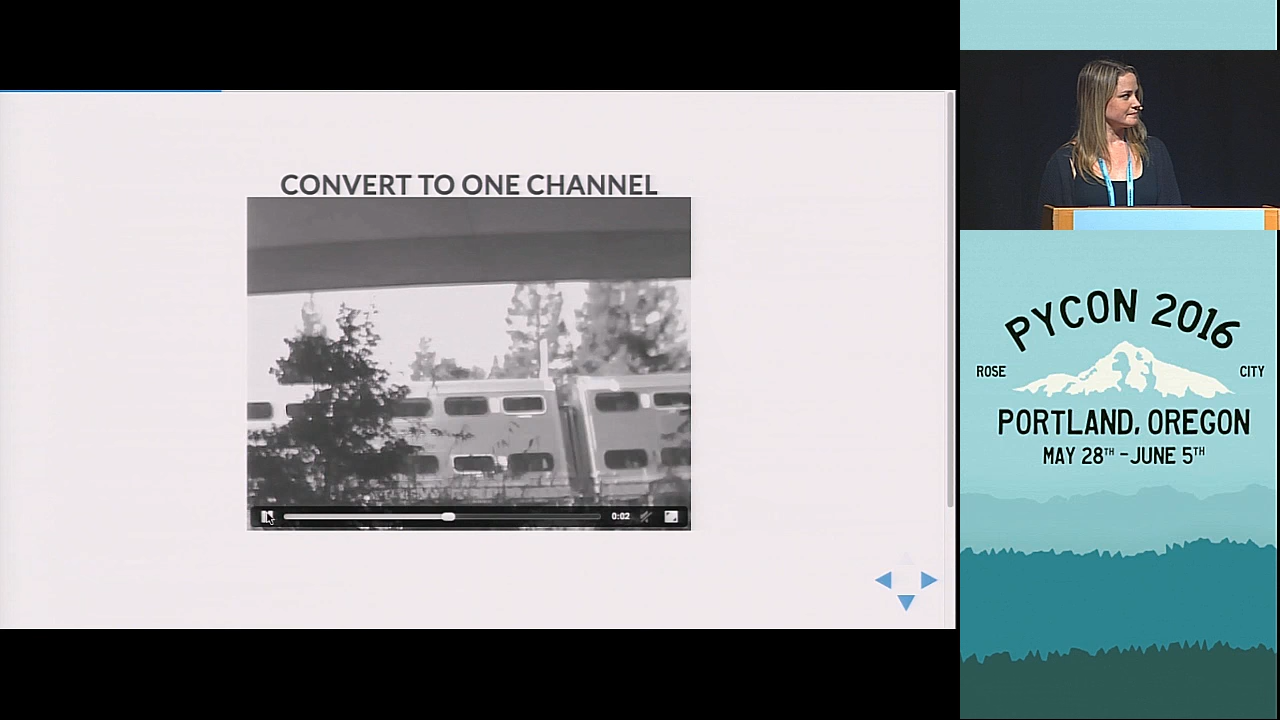 CONVERT TO ONE CHANNEL
0:02
PYCON 2016
ROSE CITY
PORTLAND, OREGON
MAY 28TH - JUNE 5TH